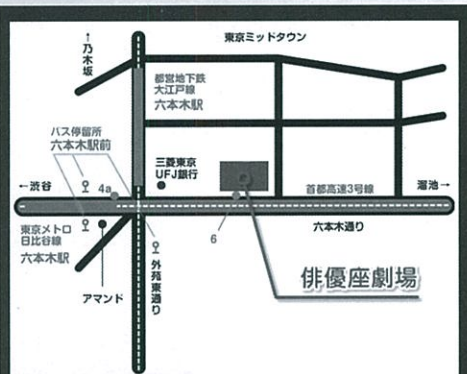 ↑乃木坂
東京ミッドタウン
都営地下鉄
大江戸線
六本木駅
バス停留所
六本木駅前
三菱東京
UFJ銀行
←渋谷
4a
首都高速3号線
溜池→
東京メトロ
日比谷線
六本木駅
6
六本木通り
アマンド
外苑東通り
俳優座劇場